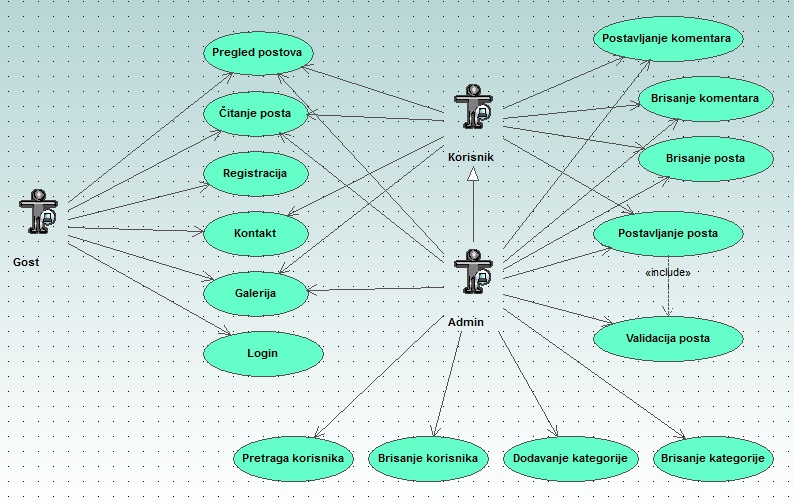 Pregled postova
Postavljanje komentara
Čitanje posta
Brisanje komentara
Korisnik
Brisanje posta
Registracija
Gost
Kontakt
Postavljanje posta
«include»
Galerija
Admin
Validacija posta
Login
Pretraga korisnika
Brisanje korisnika
Dodavanje kategorije
Brisanje kategorije